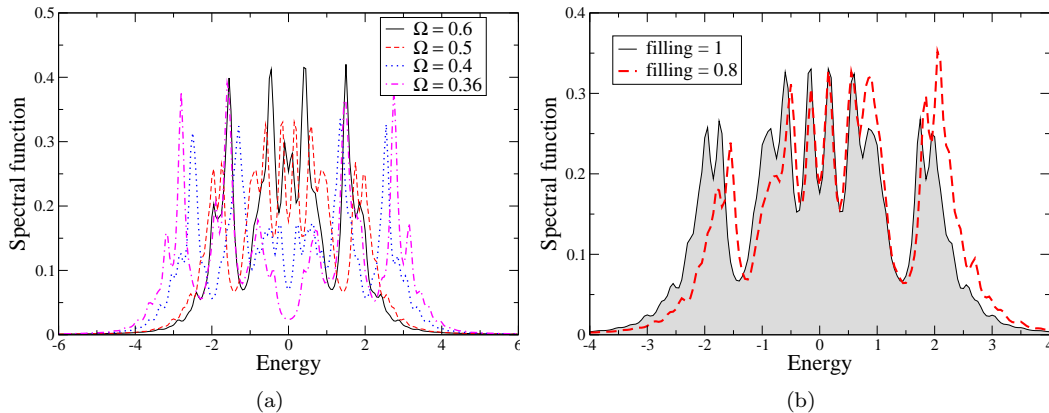 Ω = 0.6
Ω = 0.5
Ω = 0.4
Ω = 0.36
0.5
0.4
0.3
0.2
0.1
0
Spectral function
-6 -4 -2 0 2 4 6
Energy
(a)
filling = 1
filling = 0.8
0.4
0.3
0.2
0.1
0
Spectral function
-4 -3 -2 -1 0 1 2 3 4
Energy
(b)